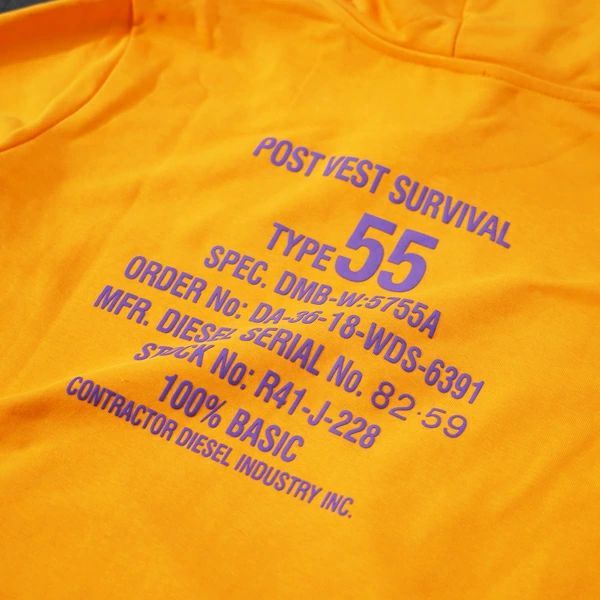 POST VEST SURVIVAL
TYPE 55
SPEC. DMB-W:5755A
ORDER No: DA-36-18-WDS-6391
MFR. DIESEL SERIAL No. 82·59
STOCK No: R41-J-228
100% BASIC
CONTRACTOR DIESEL INDUSTRY INC.